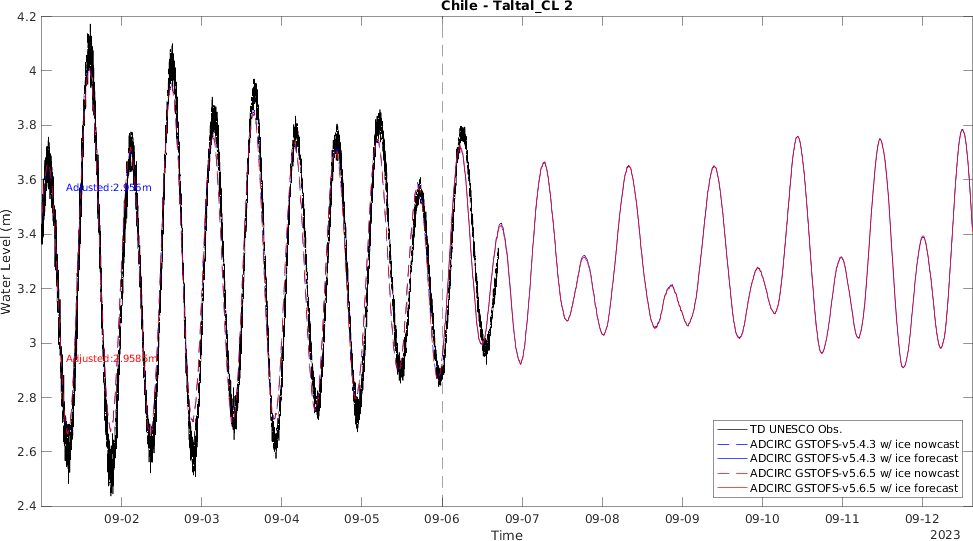 Chile - Taltal_CL 2
4.2
4
3.8
3.6
3.4
3.2
3
2.8
2.6
2.4
Water Level (m)
Adjusted:2.955m
Adjusted:2.9585m
TD UNESCO Obs.
ADCIRC GSTOFS-v5.4.3 w/ ice nowcast
ADCIRC GSTOFS-v5.4.3 w/ ice forecast
ADCIRC GSTOFS-v5.6.5 w/ ice nowcast
ADCIRC GSTOFS-v5.6.5 w/ ice forecast
09-02 09-03 09-04 09-05 09-06 09-07 09-08 09-09 09-10 09-11 09-12
Time
2023